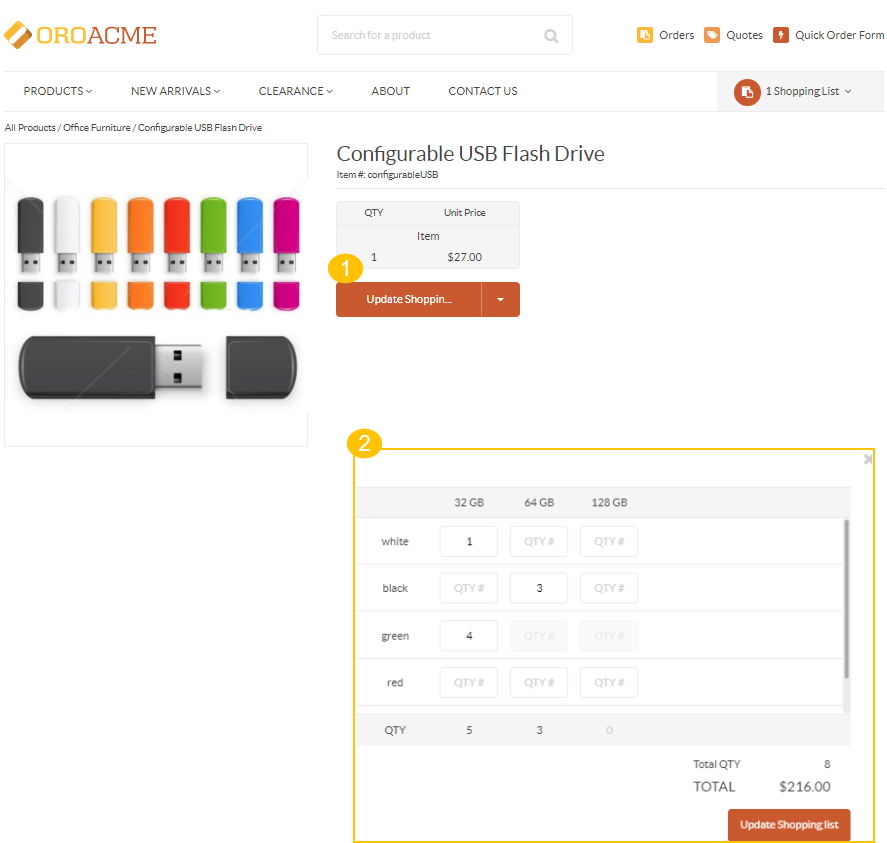 OROACME
Search for a product
Orders Quotes Quick Order Form
PRODUCTS NEW ARRIVALS CLEARANCE ABOUT CONTACT US
1 Shopping List
All Products / Office Furniture / Configurable USB Flash Drive
Configurable USB Flash Drive
Item #: configurableUSB
QTY Unit Price
Item
1 $27.00
1
Update Shoppin...
2
×
32 GB 64 GB 128 GB
white 1 QTY # QTY #
black QTY # 3 QTY #
green 4 QTY # QTY #
red QTY # QTY # QTY #
QTY 5 3 0
Total QTY 8
TOTAL $216.00
Update Shopping list